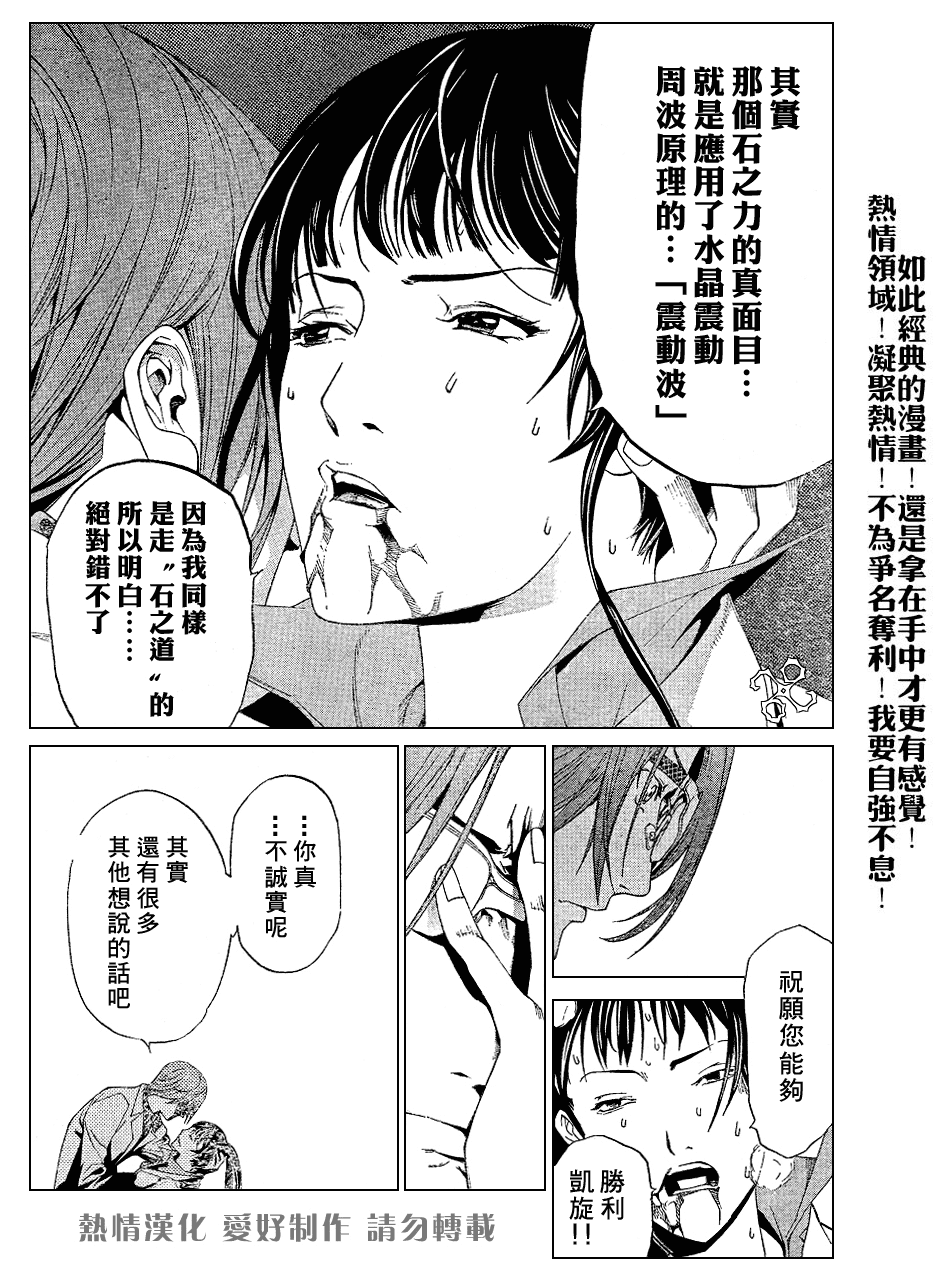 其實
那個石之力的真面目…
就是應用了水晶震動
周波原理的…「震動波」
因為我同樣
是走〝石之道〞的
所以明白……
絕對錯不了
祝願您能夠
勝利
凱旋!!
…你真
…不誠實呢
其實
還有很多
其他想說的話吧
如此經典的漫畫！還是拿在手中才更有感覺！
熱情領域！凝聚熱情！不為爭名奪利！我要自強不息！
熱情漢化 愛好制作 請勿轉載